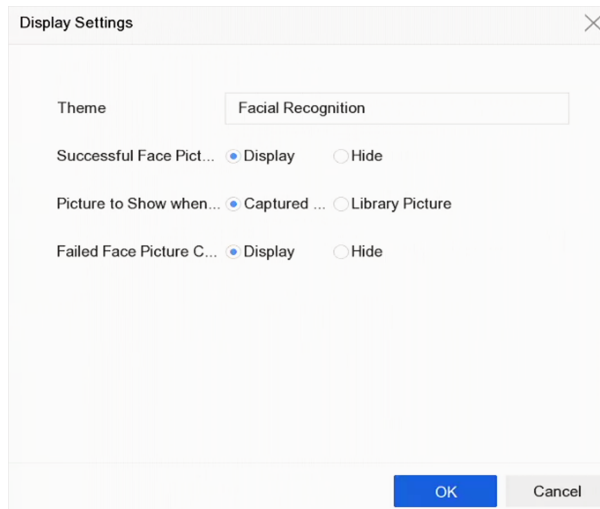 Display Settings
Theme Facial Recognition
Successful Face Pict... Display Hide
Picture to Show when... Captured ... Library Picture
Failed Face Picture C... Display Hide
OK Cancel